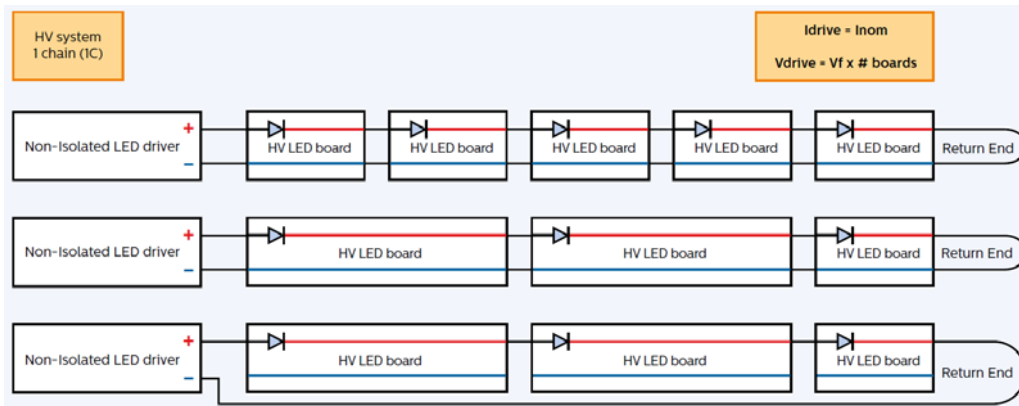 HV system
1 chain (1C)
Idrive = Inom
Vdrive = Vf x # boards
Non-Isolated LED driver
+
−
HV LED board
HV LED board
HV LED board
HV LED board
HV LED board
Return End
Non-Isolated LED driver
+
−
HV LED board
HV LED board
HV LED board
Return End
Non-Isolated LED driver
+
−
HV LED board
HV LED board
HV LED board
Return End